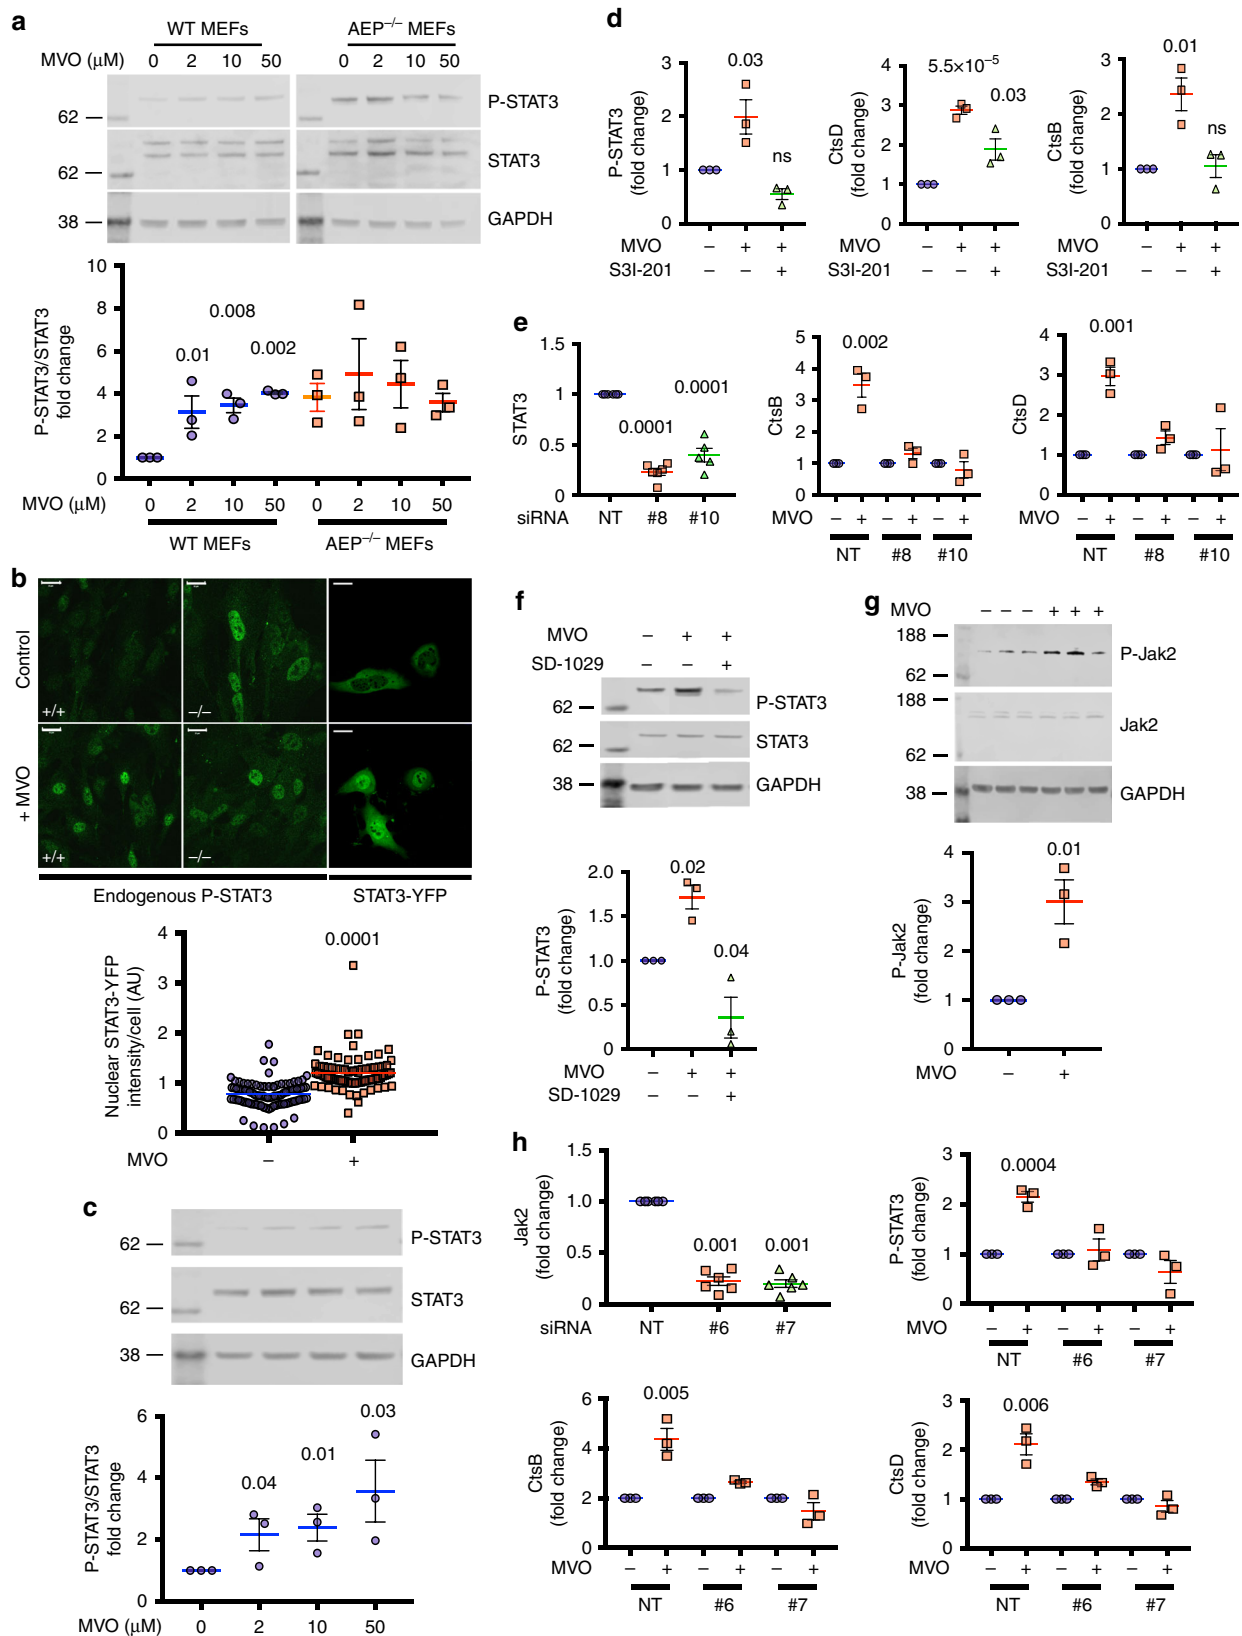 a
WT MEFs
AEP–/– MEFs
MVO (μM)
0 2 10 50 0 2 10 50
P-STAT3
62
STAT3
62
GAPDH
38
P-STAT3/STAT3
fold change
10
8
6
4
2
0
0.01
0.008
0.002
MVO (μM) 0 2 10 50 0 2 10 50
WT MEFs
AEP–/– MEFs
b
Control
+ MVO
+/+
–/–
+/+
–/–
Endogenous P-STAT3
STAT3-YFP
Nuclear STAT3-YFP
intensity/cell (AU)
4
3
2
1
0
0.0001
MVO – +
c
P-STAT3
62
STAT3
62
GAPDH
38
P-STAT3/STAT3
fold change
6
4
2
0
0.04
0.01
0.03
MVO (μM) 0 2 10 50
d
P-STAT3
(fold change)
3
2
1
0
0.03
ns
MVO – + +
S3I-201 – – +
CtsD
(fold change)
4
3
2
1
0
5.5×10–5
0.03
MVO – + +
S3I-201 – – +
CtsB
(fold change)
3
2
1
0
0.01
ns
MVO – + +
S3I-201 – – +
e
STAT3
1.5
1
0.5
0
0.0001
0.0001
siRNA NT #8 #10
CtsB
5
4
3
2
1
0
0.002
MVO – + – + – +
NT #8 #10
CtsD
4
3
2
1
0
0.001
MVO – + – + – +
NT #8 #10
f
MVO – + +
SD-1029 – – +
P-STAT3
62
STAT3
62
GAPDH
38
P-STAT3
(fold change)
2.0
1.5
1.0
0.5
0
0.02
0.04
MVO – + +
SD-1029 – – +
g
MVO – – – + + +
188
P-Jak2
62
188
Jak2
62
38
GAPDH
P-Jak2
(fold change)
4
3
2
1
0
0.01
MVO – +
h
Jak2
(fold change)
1.5
1.0
0.5
0
0.001
0.001
siRNA NT #6 #7
P-STAT3
(fold change)
3
2
1
0
0.0004
MVO – + – + – +
NT #6 #7
CtsB
(fold change)
6
4
2
0
0.005
MVO – + – + – +
NT #6 #7
CtsD
(fold change)
3
2
1
0
0.006
MVO – + – + – +
NT #6 #7